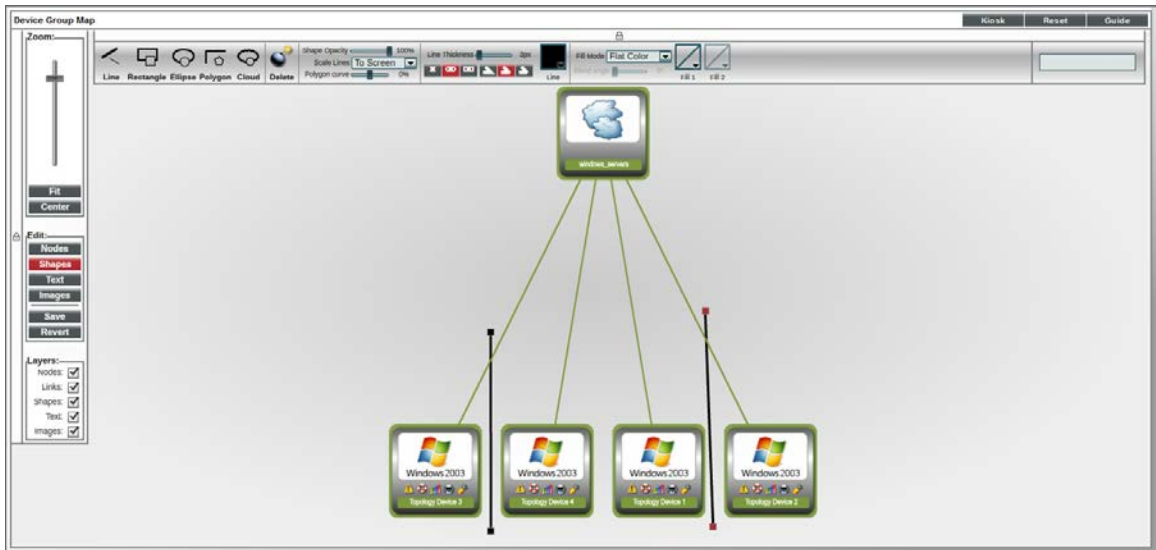 Device Group Map
Kiosk
Reset
Guide
Zoom:
Fit
Center
Edit:
Nodes
Shapes
Text
Images
Save
Revert
Layers:
Nodes:
Links:
Shapes:
Text:
Images:
Line
Rectangle
Ellipse
Polygon
Cloud
Delete
Shape Opacity 100%
Scale Lines To Screen
Polygon curve 0%
Line Thickness 2px
Line
Fill Mode Flat Color
Fill 1
Fill 2
windows_servers
Windows 2003
Topology Device 3
Windows 2003
Topology Device 4
Windows 2003
Topology Device 1
Windows 2003
Topology Device 2